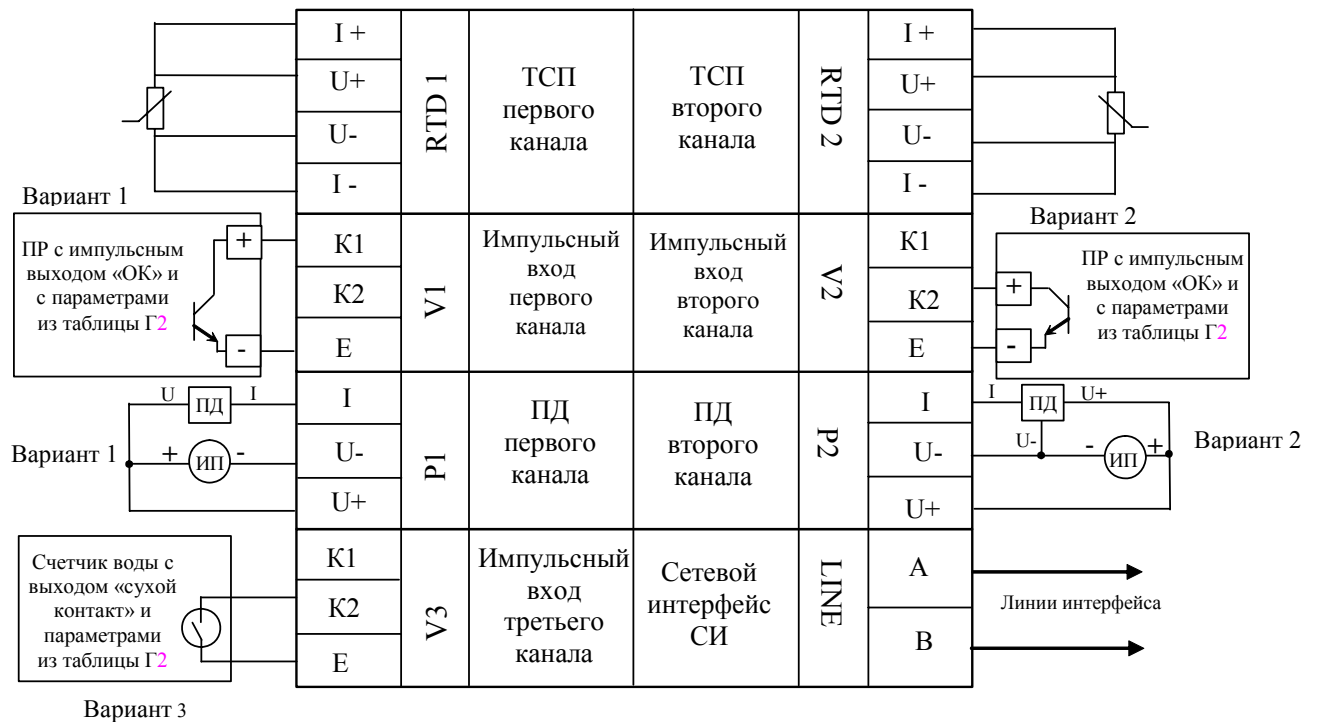 I +
U+
U-
I -
RTD 1
ТСП
первого
канала
ТСП
второго
канала
RTD 2
I +
U+
U-
I -
Вариант 1
ПР с импульсным
выходом «ОК» и
с параметрами
из таблицы Г2
+
-
К1
К2
Е
V1
Импульсный
вход
первого
канала
Импульсный
вход
второго
канала
V2
К1
К2
Е
Вариант 2
+
-
ПР с импульсным
выходом «ОК» и
с параметрами
из таблицы Г2
Вариант 1
U
ПД
I
+
ИП
-
I
U-
U+
P1
ПД
первого
канала
ПД
второго
канала
P2
I
U-
U+
I
ПД
U+
U-
-
ИП
+
Вариант 2
Счетчик воды с
выходом «сухой
контакт» и
параметрами
из таблицы Г2
Вариант 3
К1
К2
Е
V3
Импульсный
вход
третьего
канала
Сетевой
интерфейс
СИ
LINE
A
B
Линии интерфейса